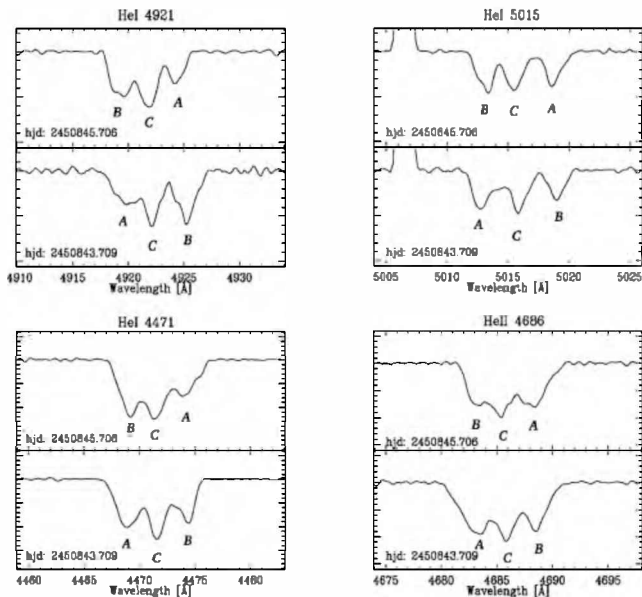 HeI 4921
B
C
A
hjd: 2450845.706
A
C
B
hjd: 2450843.709
4910 4915 4920 4925 4930
Wavelength [Å]
HeI 5015
B
C
A
hjd: 2450845.706
A
C
B
hjd: 2450843.709
5005 5010 5015 5020 5025
Wavelength [Å]
HeI 4471
B
C
A
hjd: 2450845.706
A
C
B
hjd: 2450843.709
4460 4465 4470 4475 4480
Wavelength [Å]
HeII 4686
B
C
A
hjd: 2450845.706
A
C
B
hjd: 2450843.709
4675 4680 4685 4690 4695
Wavelength [Å]